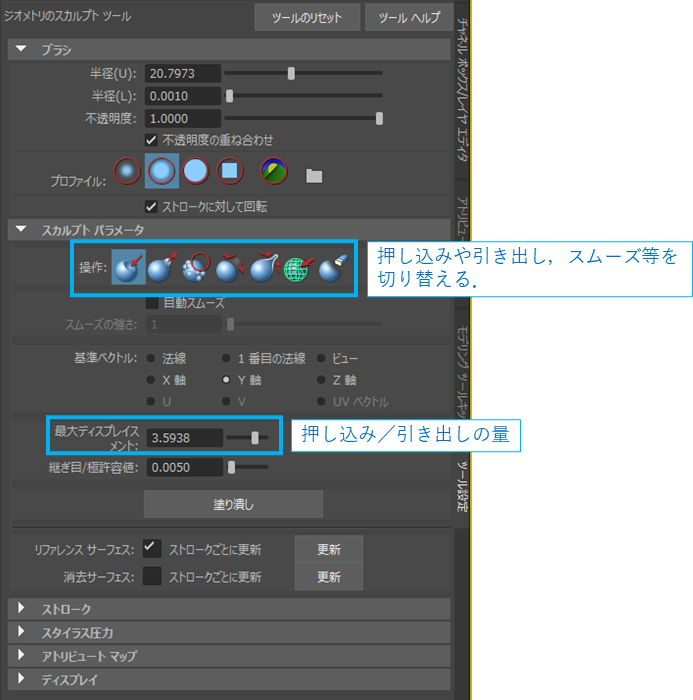 ジオメトリのスカルプト ツール
ツールのリセット
ツール ヘルプ
ブラシ
半径(U): 20.7973
半径(L): 0.0010
不透明度: 1.0000
不透明度の重ね合わせ
プロファイル:
ストロークに対して回転
スカルプト パラメータ
操作:
押し込みや引き出し，スムーズ等を
切り替える．
自動スムーズ
スムーズの強さ: 1
基準ベクトル: 法線 1 番目の法線 ビュー
X 軸 Y 軸 Z 軸
U V UV ベクトル
最大ディスプレイス
メント: 3.5938
押し込み／引き出しの量
継ぎ目/極許容値: 0.0050
塗り潰し
リファレンス サーフェス: ストロークごとに更新 更新
消去サーフェス: ストロークごとに更新 更新
ストローク
スタイラス圧力
アトリビュート マップ
ディスプレイ
チャネル ボックス/レイヤ エディタ
アトリビュー
モデリング ツールキッ
ツール設定